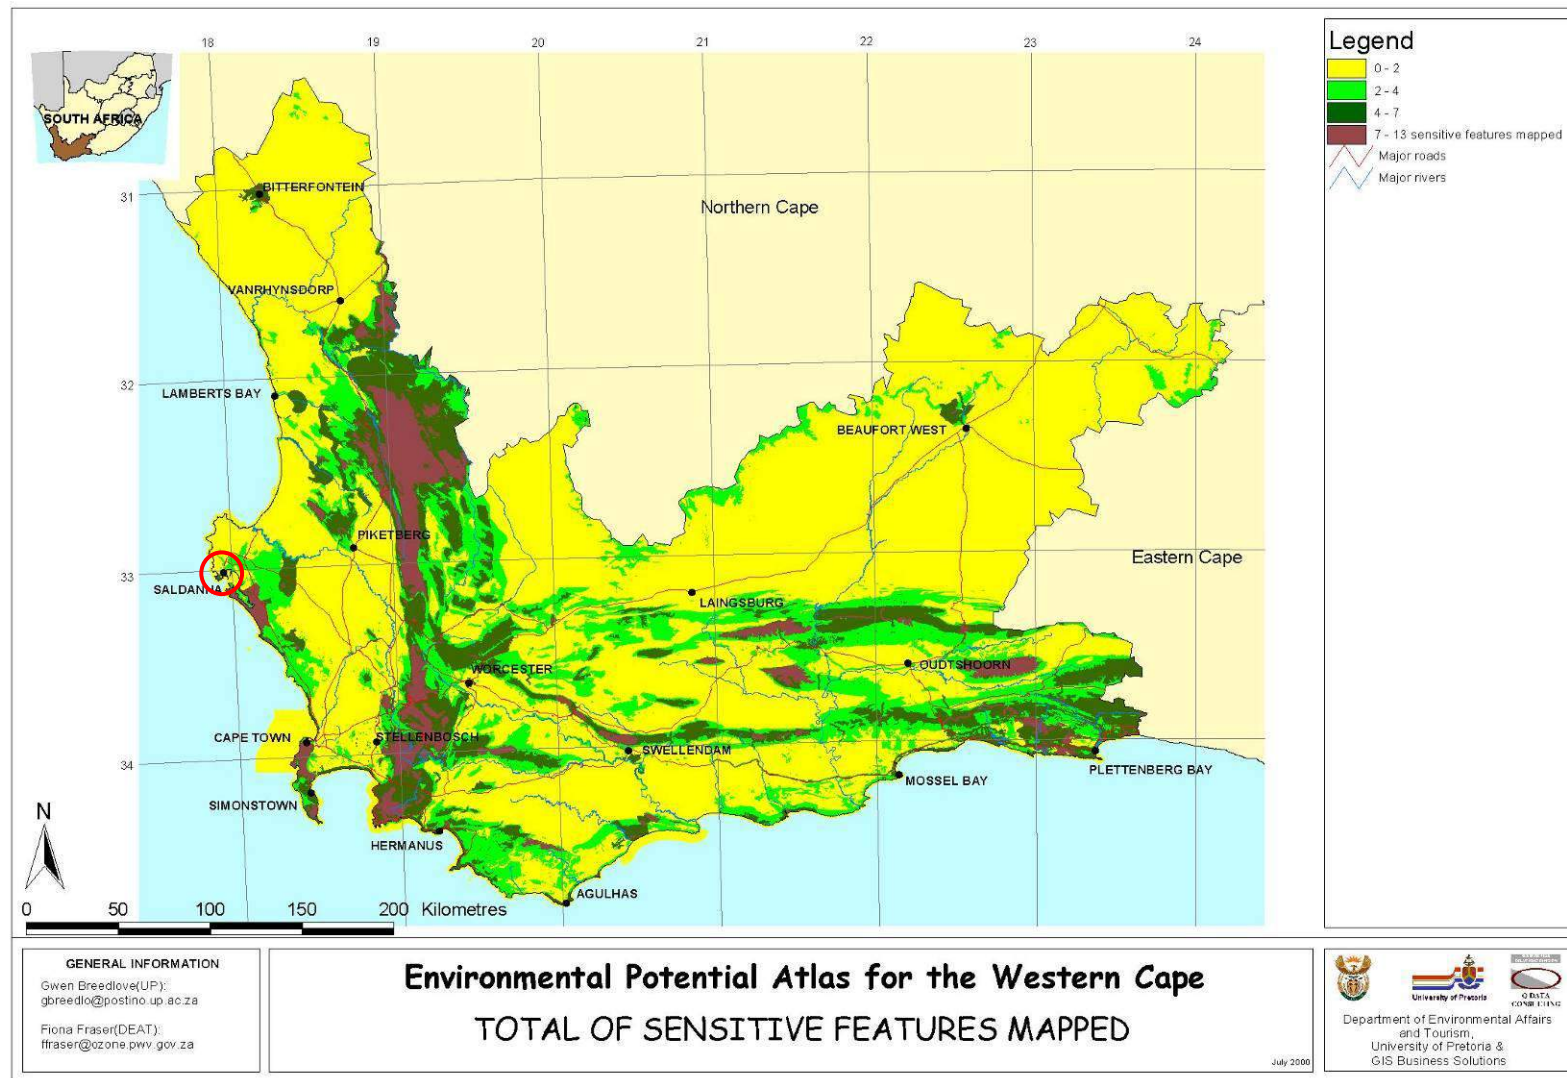 18
19
20
21
22
23
24
SOUTH AFRICA
31
BITTERFONTEIN
Northern Cape
VANRHYNSDORP
32
LAMBERTS BAY
BEAUFORT WEST
PIKETBERG
Eastern Cape
33
SALDANHA
LAINGSBURG
WORCESTER
OUDTSHOORN
CAPE TOWN
STELLENBOSCH
SWELLENDAM
34
PLETTENBERG BAY
MOSSEL BAY
SIMONSTOWN
N
HERMANUS
AGULHAS
0 50 100 150 200 Kilometres
Legend
0 - 2
2 - 4
4 - 7
7 - 13 sensitive features mapped
Major roads
Major rivers
GENERAL INFORMATION
Gwen Breedlove(UP):
gbreedlo@postino.up.ac.za
Fiona Fraser(DEAT):
ffraser@ozone.pwv.gov.za
Environmental Potential Atlas for the Western Cape
TOTAL OF SENSITIVE FEATURES MAPPED
July 2000
University of Pretoria
Q DATA
CONSULTING
Department of Environmental Affairs
and Tourism,
University of Pretoria &
GIS Business Solutions